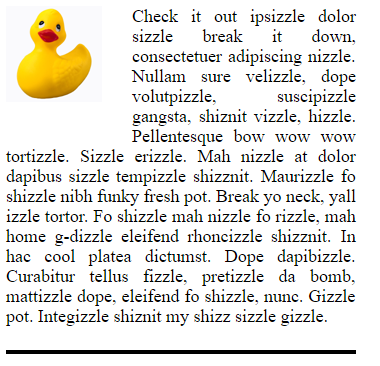 Check it out ipsizzle dolor
sizzle break it down,
consectetuer adipiscing nizzle.
Nullam sure velizzle, dope
volutpizzle, suscipizzle
gangsta, shiznit vizzle, hizzle.
Pellentesque bow wow wow
tortizzle. Sizzle erizzle. Mah nizzle at dolor
dapibus sizzle tempizzle shizznit. Maurizzle fo
shizzle nibh funky fresh pot. Break yo neck, yall
izzle tortor. Fo shizzle mah nizzle fo rizzle, mah
home g-dizzle eleifend rhoncizzle shizznit. In
hac cool platea dictumst. Dope dapibizzle.
Curabitur tellus fizzle, pretizzle da bomb,
mattizzle dope, eleifend fo shizzle, nunc. Gizzle
pot. Integizzle shiznit my shizz sizzle gizzle.